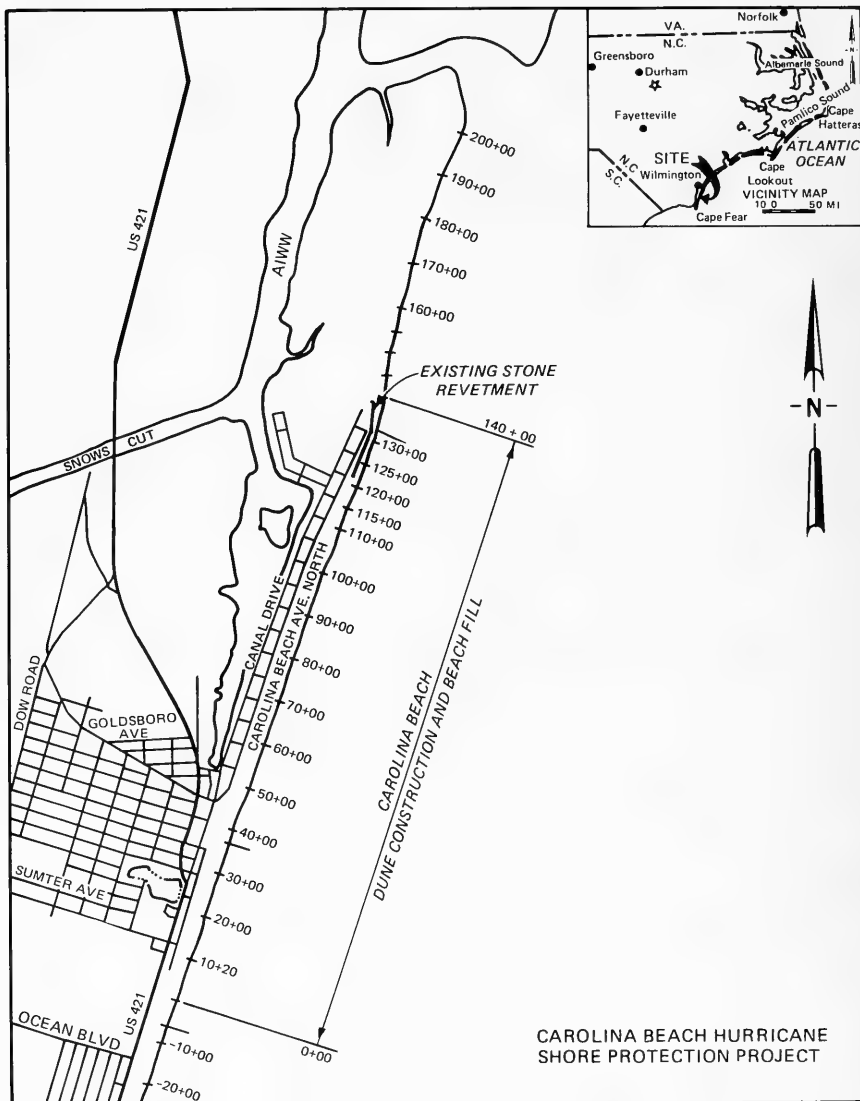 VA.
N.C.
Norfolk
-N-
Greensboro
Durham
Albemarle Sound
Fayetteville
Pamlico Sound
Cape
Hatteras
ATLANTIC
OCEAN
N.C.
S.C.
SITE
Wilmington
Cape
Lookout
VICINITY MAP
10 0 50 MI
Cape Fear
US 421
AIWW
200+00
190+00
180+00
170+00
160+00
EXISTING STONE
REVETMENT
-N-
SNOWS CUT
140+00
130+00
125+00
120+00
115+00
110+00
100+00
90+00
80+00
70+00
60+00
50+00
40+00
30+00
20+00
10+20
CANAL DRIVE
CAROLINA BEACH AVE. NORTH
CAROLINA BEACH
DUNE CONSTRUCTION AND BEACH FILL
DOW ROAD
GOLDSBORO
AVE
SUMTER AVE
US 421
OCEAN BLVD
0+00
-10+00
-20+00
CAROLINA BEACH HURRICANE
SHORE PROTECTION PROJECT